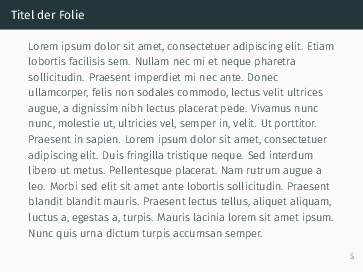 Titel der Folie
Lorem ipsum dolor sit amet, consectetuer adipiscing elit. Etiam
lobortis facilisis sem. Nullam nec mi et neque pharetra
sollicitudin. Praesent imperdiet mi nec ante. Donec
ullamcorper, felis non sodales commodo, lectus velit ultrices
augue, a dignissim nibh lectus placerat pede. Vivamus nunc
nunc, molestie ut, ultricies vel, semper in, velit. Ut porttitor.
Praesent in sapien. Lorem ipsum dolor sit amet, consectetuer
adipiscing elit. Duis fringilla tristique neque. Sed interdum
libero ut metus. Pellentesque placerat. Nam rutrum augue a
leo. Morbi sed elit sit amet ante lobortis sollicitudin. Praesent
blandit blandit mauris. Praesent lectus tellus, aliquet aliquam,
luctus a, egestas a, turpis. Mauris lacinia lorem sit amet ipsum.
Nunc quis urna dictum turpis accumsan semper.
5